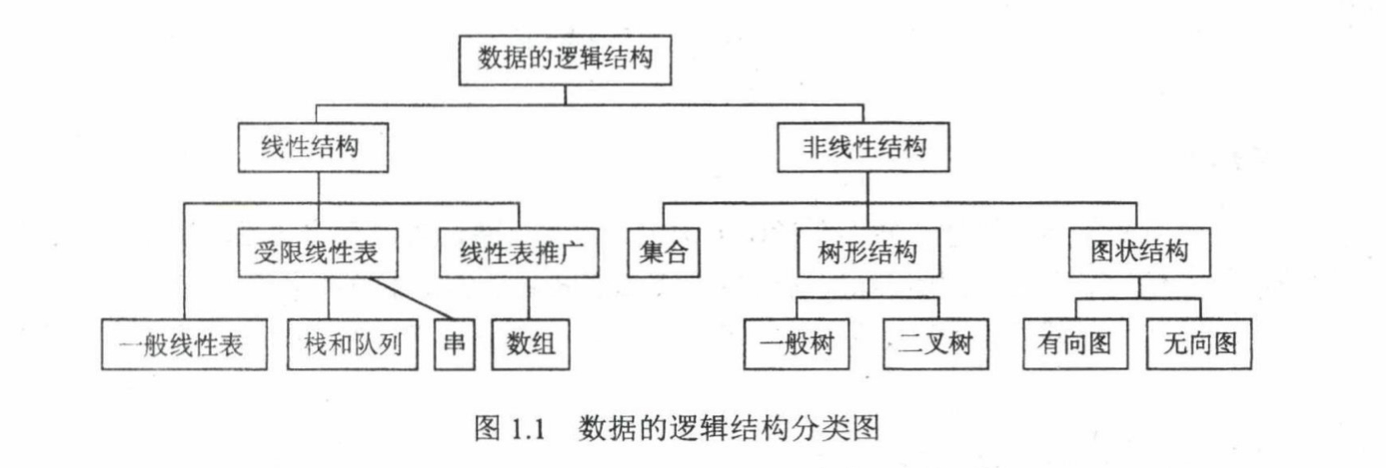 数据的逻辑结构
线性结构 非线性结构
受限线性表 线性表推广 集合 树形结构 图状结构
一般线性表 栈和队列 串 数组 一般树 二叉树 有向图 无向图
图 1.1 数据的逻辑结构分类图